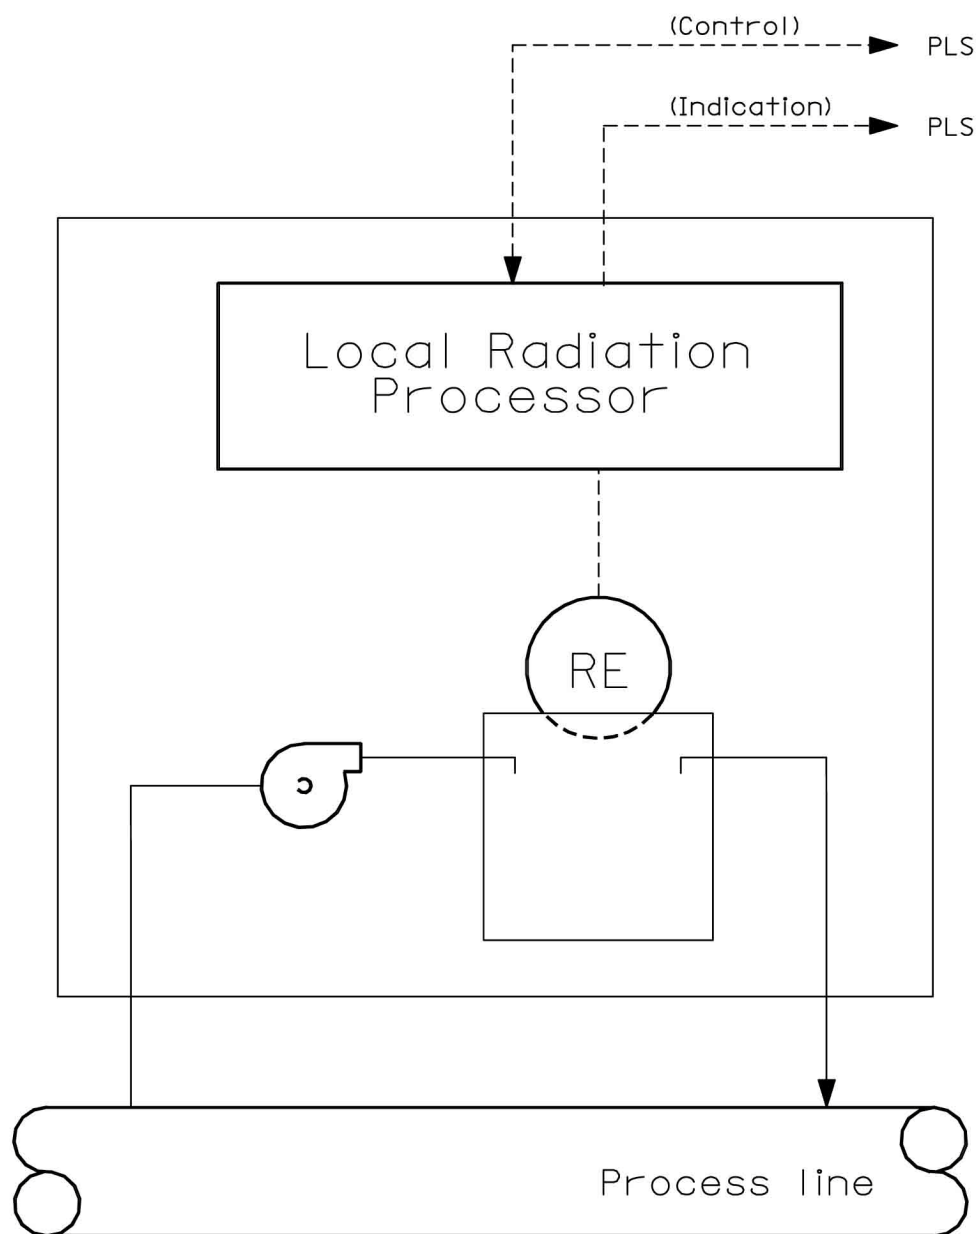 (Control)
PLS
(Indication)
PLS
Local Radiation
Processor
RE
Process line